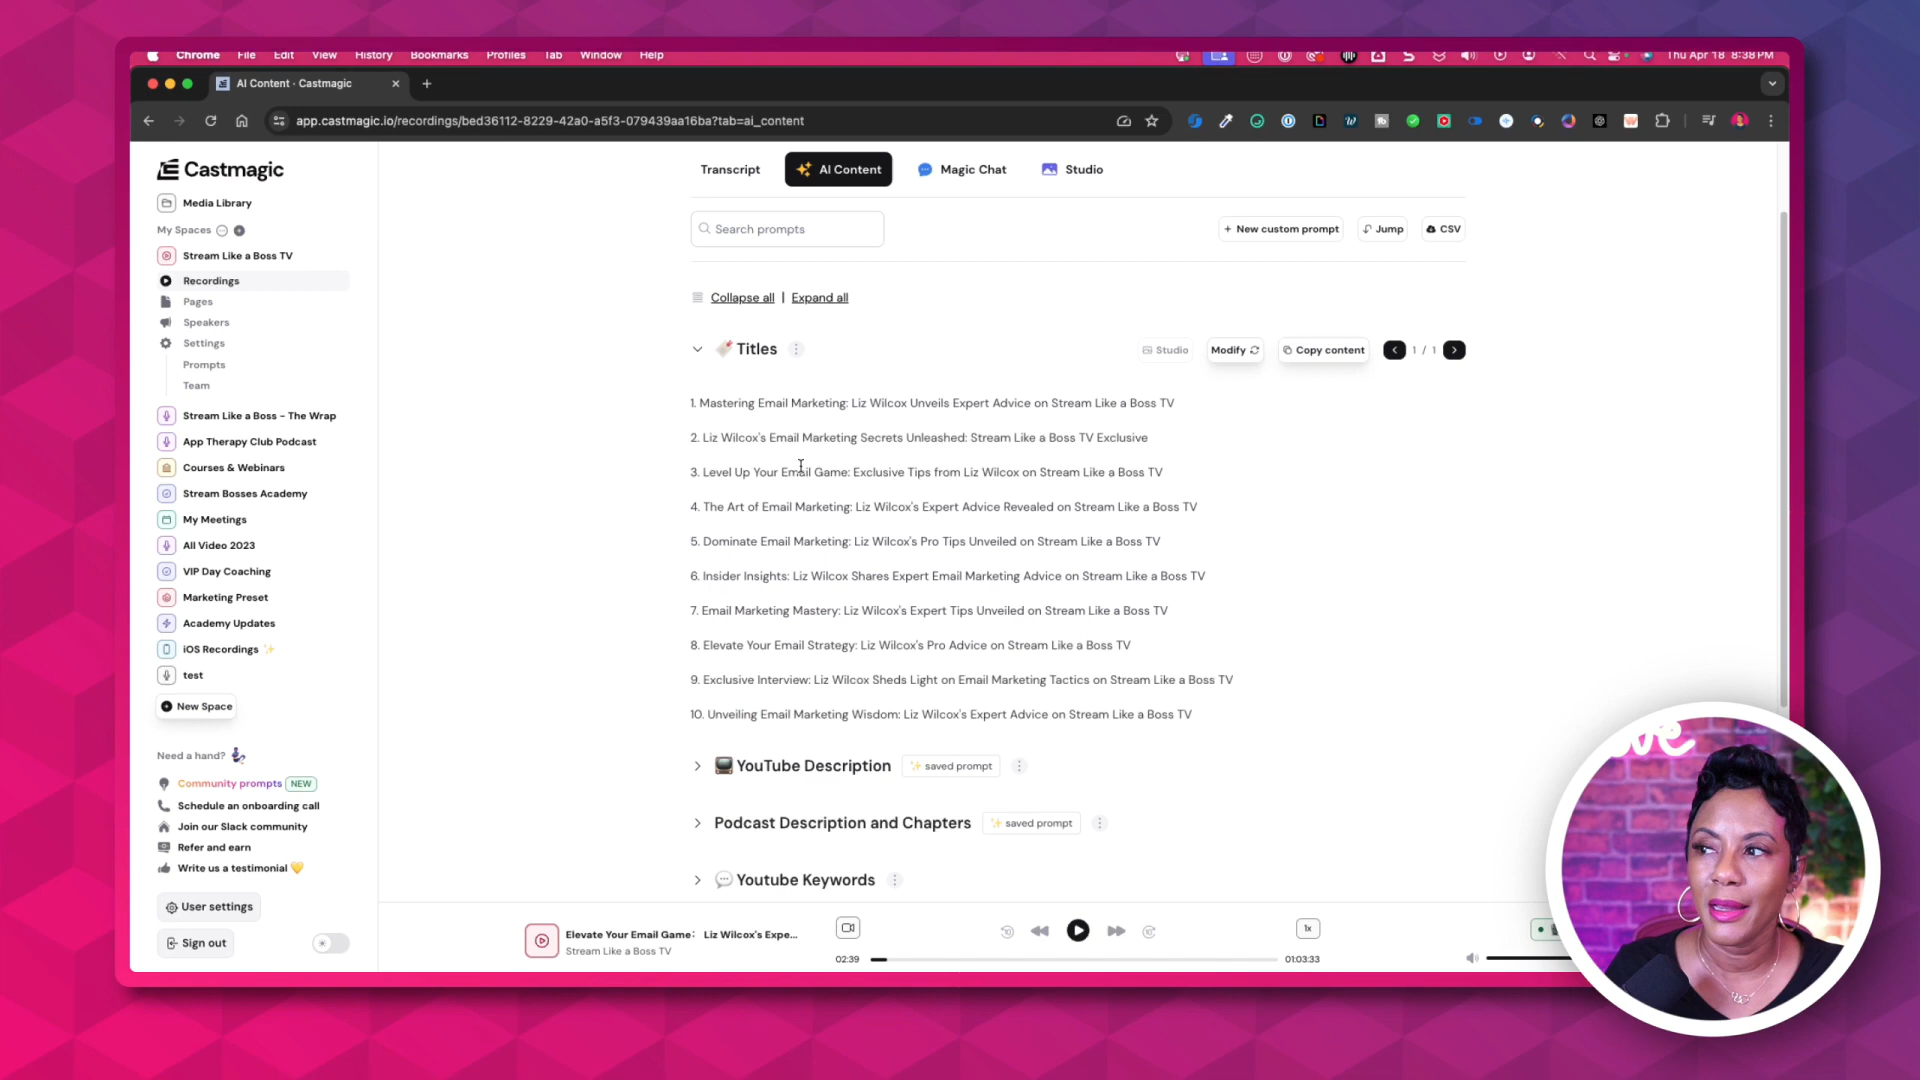 Chrome File Edit View History Bookmarks Profiles Tab Window Help Thu Apr 18 8:38 PM
AI Content · Castmagic
app.castmagic.io/recordings/bed36112-8229-42a0-a5f3-079439aa16ba?tab=ai_content
Castmagic
Media Library
My Spaces
Stream Like a Boss TV
Recordings
Pages
Speakers
Settings
Prompts
Team
Stream Like a Boss - The Wrap
App Therapy Club Podcast
Courses & Webinars
Stream Bosses Academy
My Meetings
All Video 2023
VIP Day Coaching
Marketing Preset
Academy Updates
iOS Recordings
test
New Space
Need a hand?
Community prompts NEW
Schedule an onboarding call
Join our Slack community
Refer and earn
Write us a testimonial
User settings
Sign out
Transcript AI Content Magic Chat Studio
Search prompts + New custom prompt Jump CSV
Collapse all | Expand all
Titles Studio Modify Copy content 1 / 1
1. Mastering Email Marketing: Liz Wilcox Unveils Expert Advice on Stream Like a Boss TV
2. Liz Wilcox's Email Marketing Secrets Unleashed: Stream Like a Boss TV Exclusive
3. Level Up Your Email Game: Exclusive Tips from Liz Wilcox on Stream Like a Boss TV
4. The Art of Email Marketing: Liz Wilcox's Expert Advice Revealed on Stream Like a Boss TV
5. Dominate Email Marketing: Liz Wilcox's Pro Tips Unveiled on Stream Like a Boss TV
6. Insider Insights: Liz Wilcox Shares Expert Email Marketing Advice on Stream Like a Boss TV
7. Email Marketing Mastery: Liz Wilcox's Expert Tips Unveiled on Stream Like a Boss TV
8. Elevate Your Email Strategy: Liz Wilcox's Pro Advice on Stream Like a Boss TV
9. Exclusive Interview: Liz Wilcox Sheds Light on Email Marketing Tactics on Stream Like a Boss TV
10. Unveiling Email Marketing Wisdom: Liz Wilcox's Expert Advice on Stream Like a Boss TV
YouTube Description saved prompt
Podcast Description and Chapters saved prompt
Youtube Keywords
Elevate Your Email Game: Liz Wilcox's Expe...
Stream Like a Boss TV
02:39 01:03:33
1x